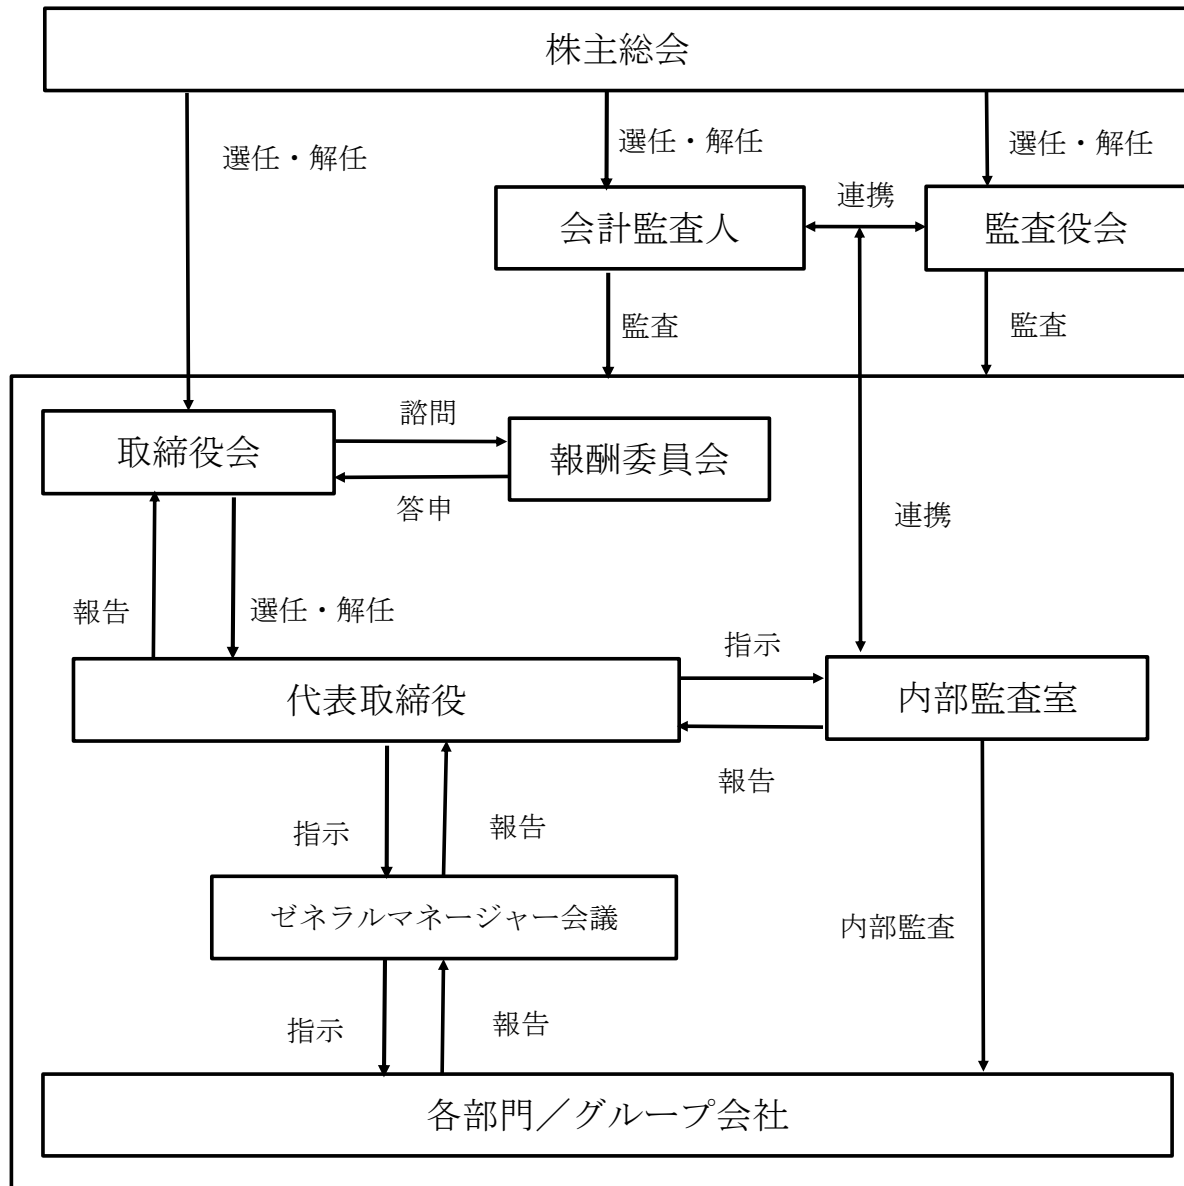 株主総会
選任・解任
選任・解任
選任・解任
会計監査人
連携
監査役会
監査
監査
取締役会
諮問
報酬委員会
答申
連携
報告
選任・解任
代表取締役
指示
内部監査室
報告
指示
報告
ゼネラルマネージャー会議
内部監査
指示
報告
各部門／グループ会社